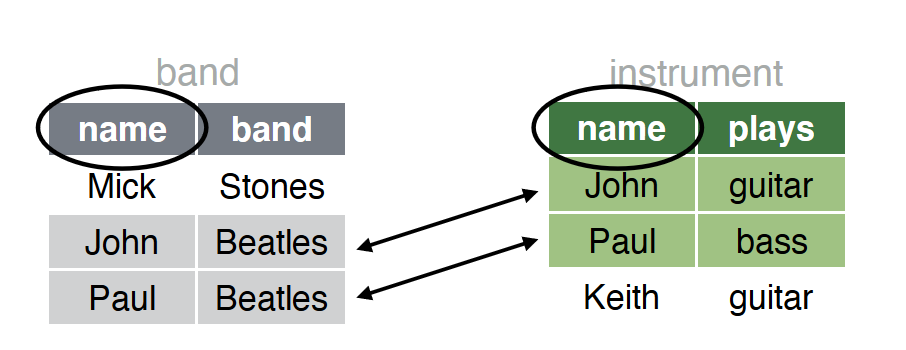 band
name band
Mick Stones
John Beatles
Paul Beatles
instrument
name plays
John guitar
Paul bass
Keith guitar